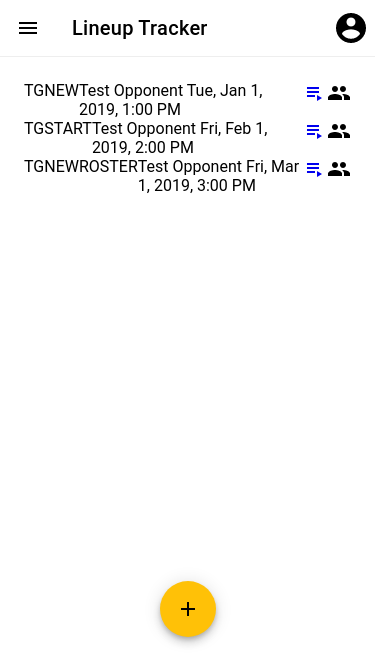 Lineup Tracker
TGNEWTest Opponent Tue, Jan 1,
2019, 1:00 PM
TGSTARTTest Opponent Fri, Feb 1,
2019, 2:00 PM
TGNEWROSTERTest Opponent Fri, Mar
1, 2019, 3:00 PM